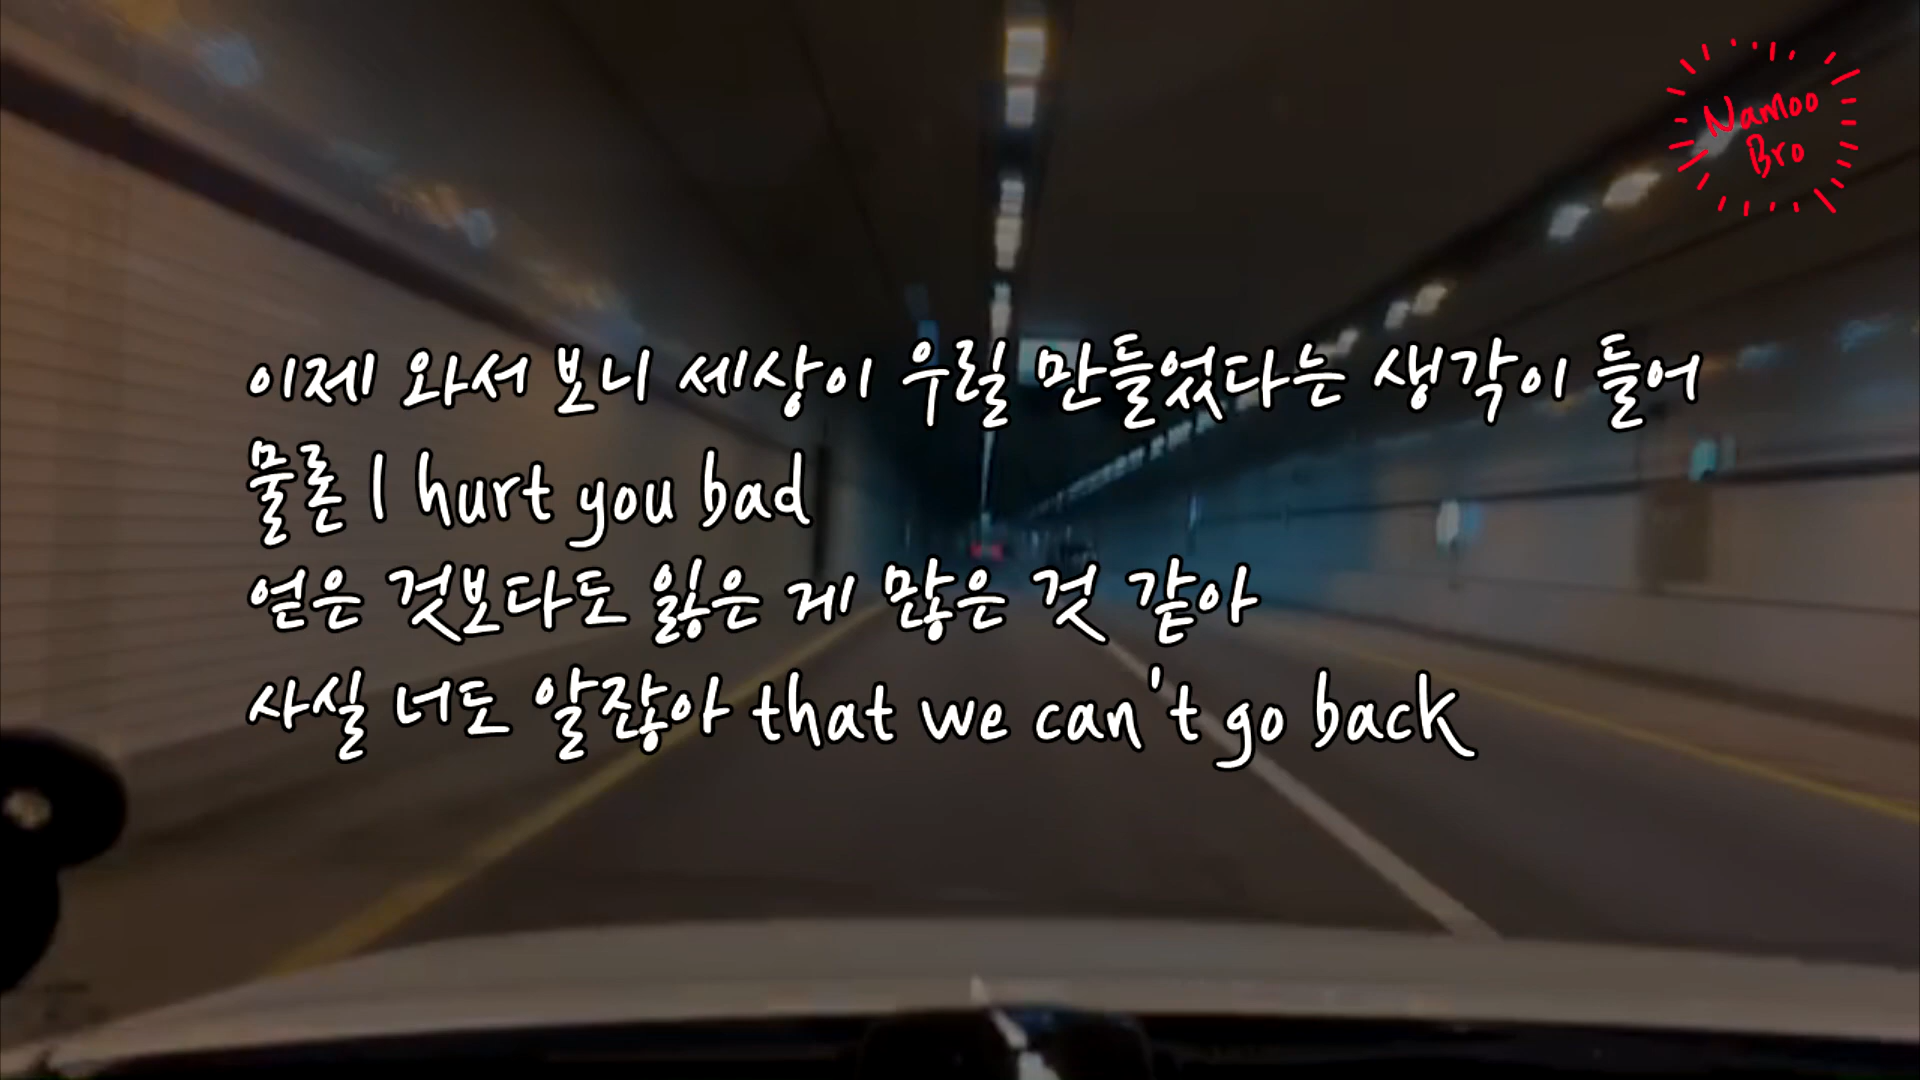 Namoo
Bro
이제 와서 보니 세상이 우릴 만들었다는 생각이 들어
물론 I hurt you bad
얻은 것보다도 잃은 게 많은 것 같아
사실 너도 알잖아 that we can't go back